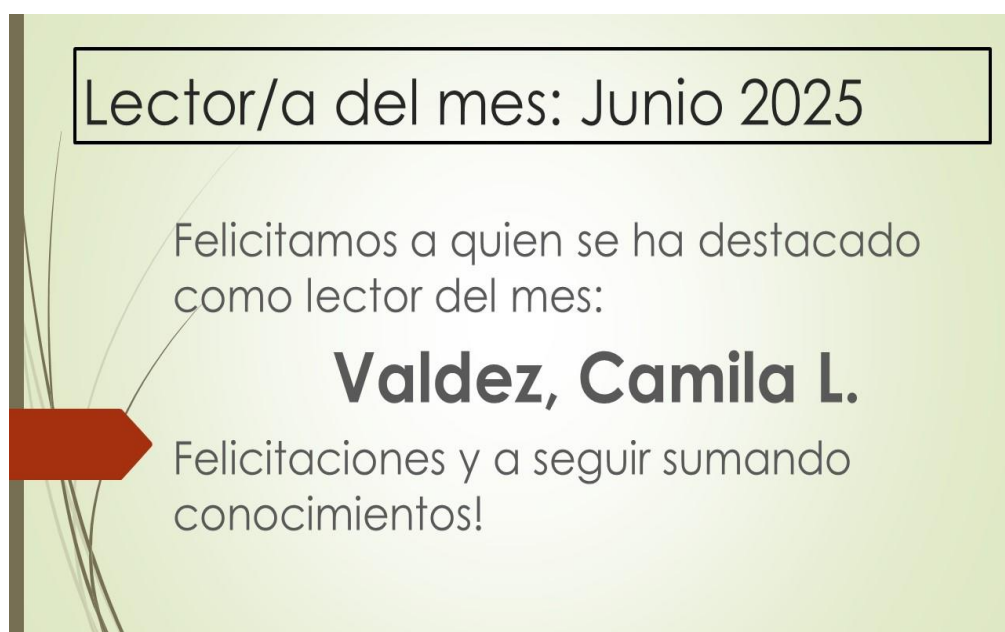 Lector/a del mes: Junio 2025
Felicitamos a quien se ha destacado
como lector del mes:
Valdez, Camila L.
Felicitaciones y a seguir sumando
conocimientos!